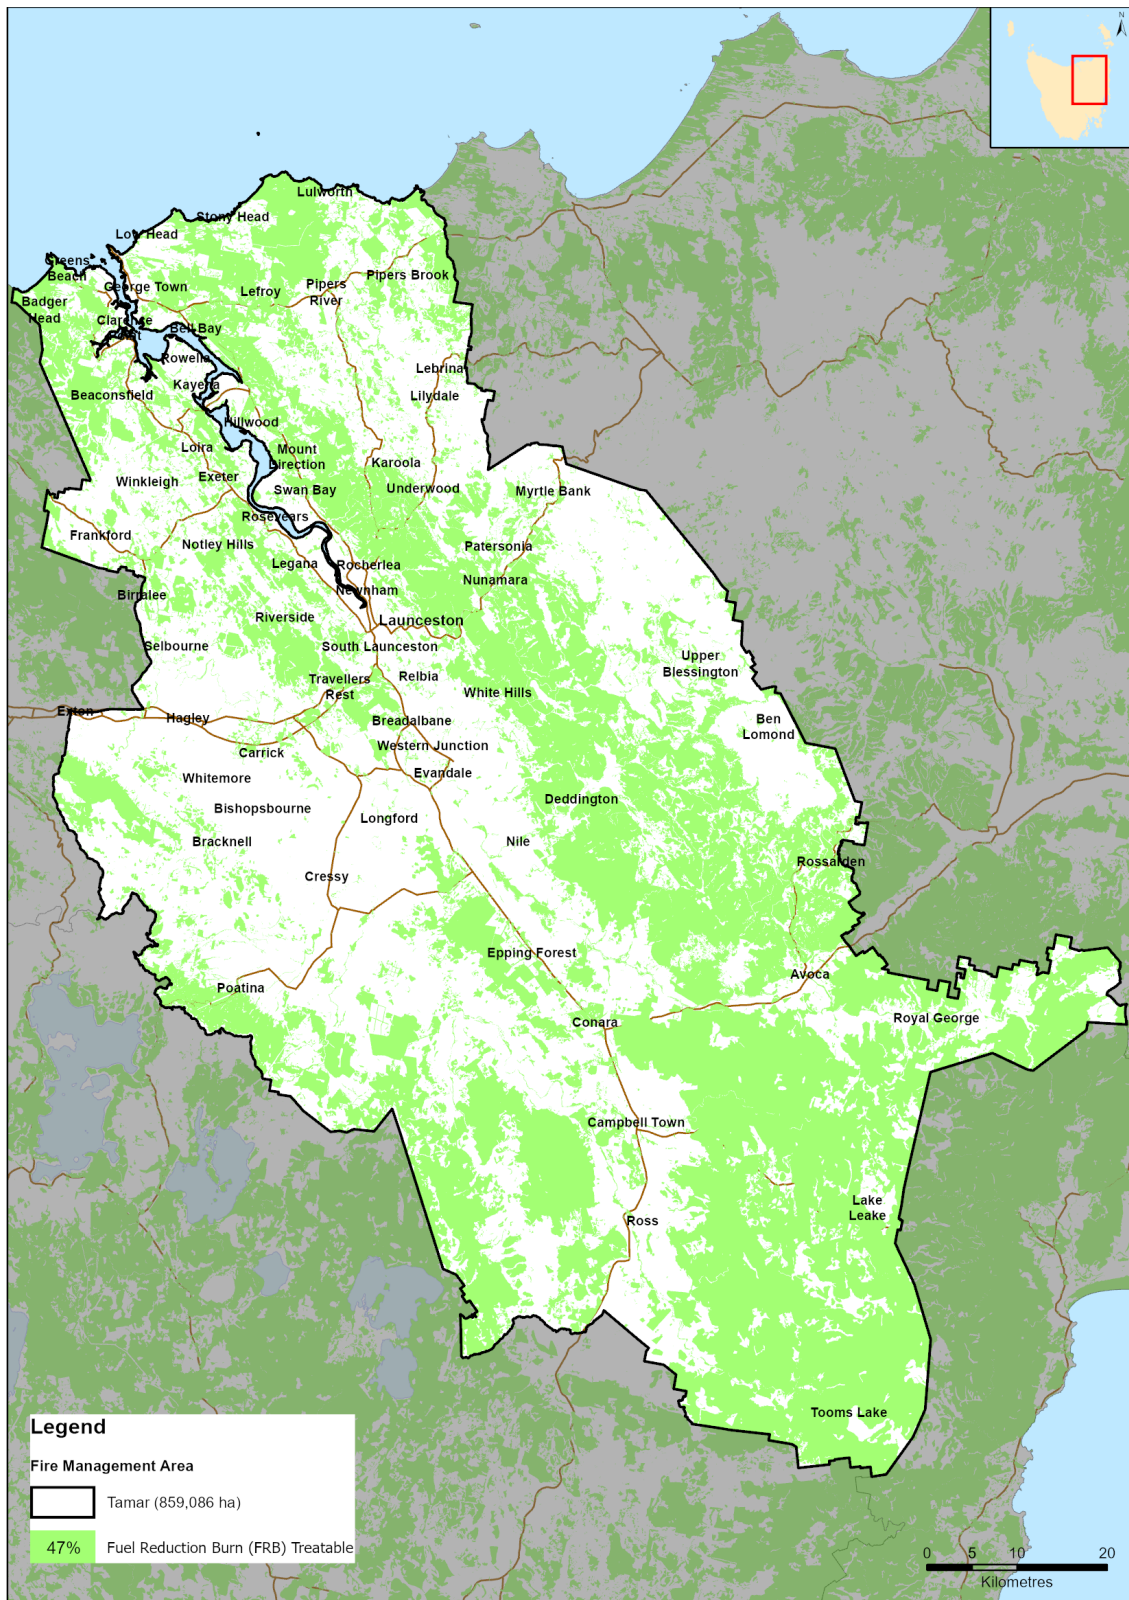 N
Lulworth
Stony Head
Low Head
Greens
Beach
George Town
Pipers Brook
Pipers
River
Lefroy
Badger
Head
Clarence
Point
Bell Bay
Rowella
Lebrina
Kayena
Beaconsfield
Lilydale
Hillwood
Loira
Mount
Direction
Karoola
Winkleigh
Exeter
Swan Bay
Underwood
Myrtle Bank
Rosevears
Frankford
Notley Hills
Patersonia
Legana
Rocherlea
Nunamara
Birralee
Newnham
Riverside
Launceston
Selbourne
South Launceston
Upper
Blessington
Travellers
Rest
Relbia
White Hills
Exton
Hagley
Breadalbane
Ben
Lomond
Carrick
Western Junction
Whitemore
Evandale
Deddington
Bishopsbourne
Longford
Bracknell
Nile
Rossarden
Cressy
Epping Forest
Avoca
Poatina
Conara
Royal George
Campbell Town
Lake
Leake
Ross
Tooms Lake
Legend
Fire Management Area
Tamar (859,086 ha)
47% Fuel Reduction Burn (FRB) Treatable
0 5 10 20
Kilometres